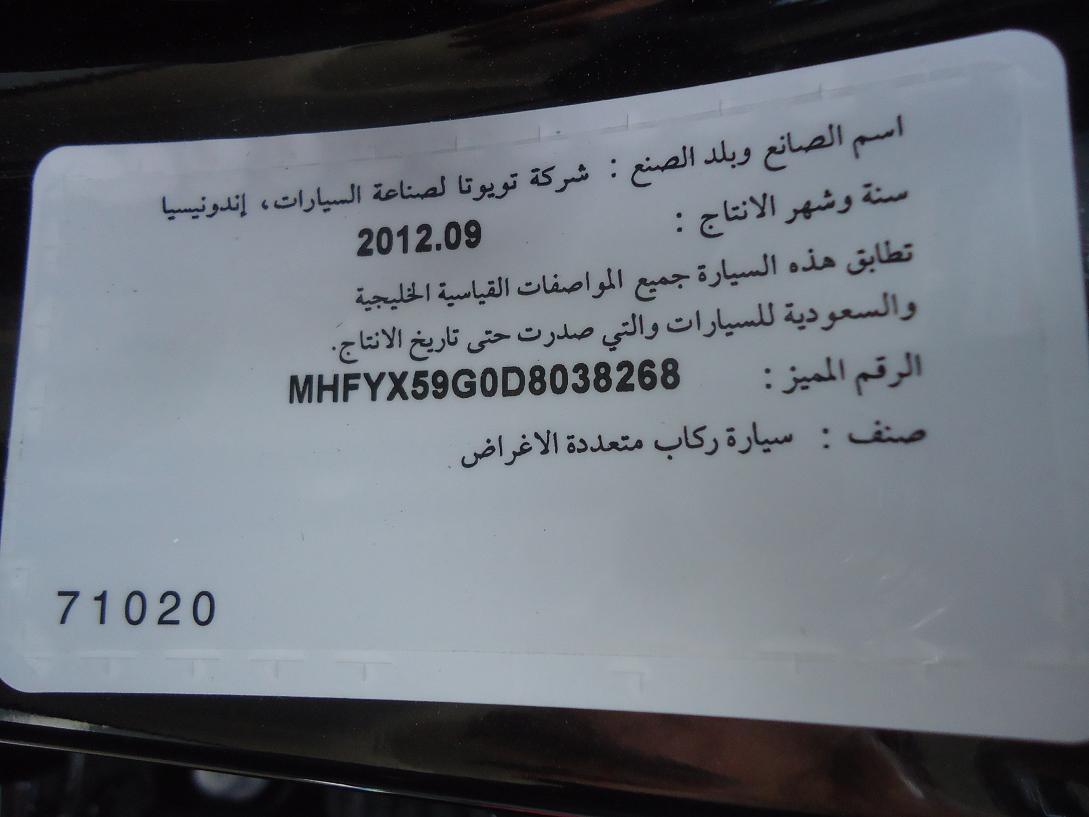 اسم الصانع وبلد الصنع : شركة تويوتا لصناعة السيارات، إندونيسيا
سنة وشهر الانتاج : 2012.09
تطابق هذه السيارة جميع المواصفات القياسية الخليجية
والسعودية للسيارات والتي صدرت حتى تاريخ الانتاج.
الرقم المميز : MHFYX59G0D8038268
صنف : سيارة ركاب متعددة الاغراض
71020